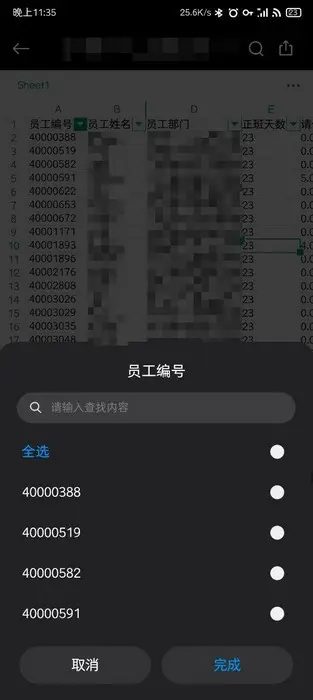 晚上11:35
25.6K/s
23
Sheet1
A B D E
1 员工编号 员工姓名 员工部门 正班天数 请
2 40000388 23 0.0
3 40000519 23 0.0
4 40000582 23 0.0
5 40000591 23 5.0
6 40000622 23 0.0
7 40000653 23 0.0
8 40000672 23 0.0
9 40001171 23 0.0
10 40001893 23 4.0
11 40001896 23 0.0
12 40002176 23 0.0
13 40002808 23 0.0
14 40003026 23 0.0
15 40003029 23 0.0
16 40003035 23 0.0
17 40003048 23 0.0
员工编号
请输入查找内容
全选
40000388
40000519
40000582
40000591
取消
完成